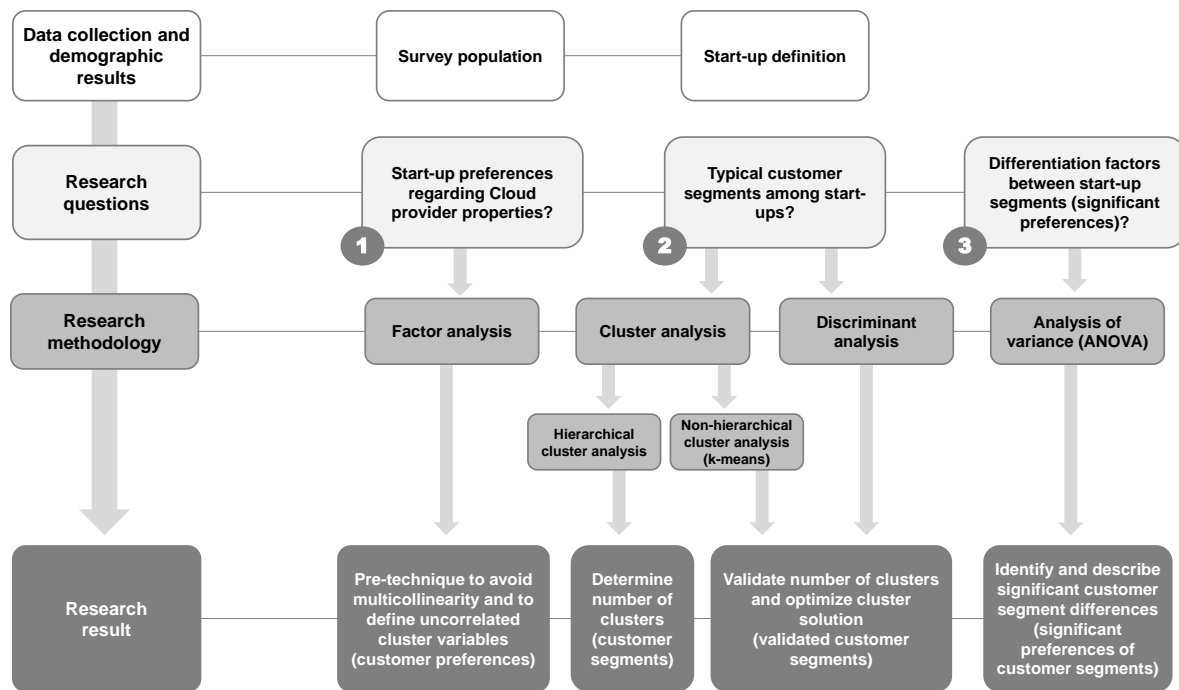 Data collection and
demographic
results
Survey population
Start-up definition
Research
questions
Start-up preferences
regarding Cloud
provider properties?
1
Typical customer
segments among start-
ups?
2
Differentiation factors
between start-up
segments (significant
preferences)?
3
Research
methodology
Factor analysis
Cluster analysis
Discriminant
analysis
Analysis of
variance (ANOVA)
Hierarchical
cluster analysis
Non-hierarchical
cluster analysis
(k-means)
Research
result
Pre-technique to avoid
multicollinearity and to
define uncorrelated
cluster variables
(customer preferences)
Determine
number of
clusters
(customer
segments)
Validate number of clusters
and optimize cluster
solution
(validated customer
segments)
Identify and describe
significant customer
segment differences
(significant
preferences of
customer segments)